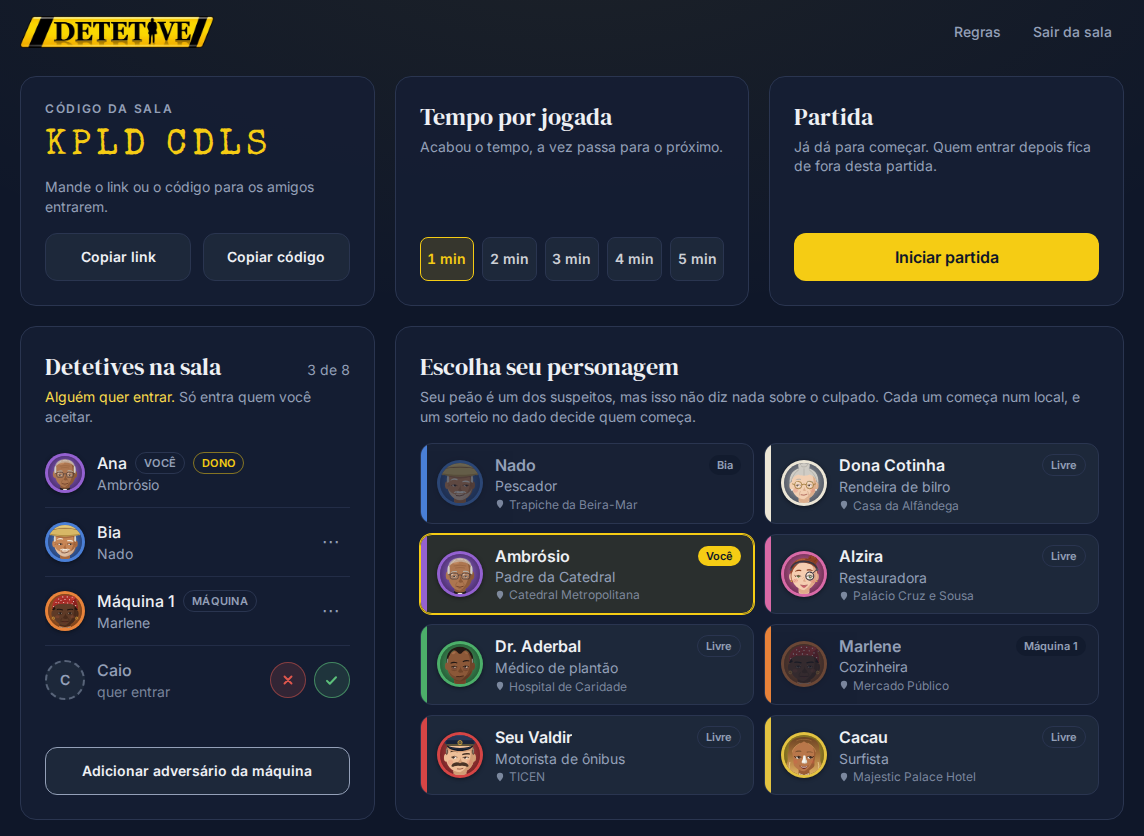 DETETIVE
Regras
Sair da sala
CÓDIGO DA SALA
KPLD CDLS
Mande o link ou o código para os amigos
entrarem.
Copiar link
Copiar código
Tempo por jogada
Acabou o tempo, a vez passa para o próximo.
1 min
2 min
3 min
4 min
5 min
Partida
Já dá para começar. Quem entrar depois fica
de fora desta partida.
Iniciar partida
Detetives na sala
3 de 8
Alguém quer entrar. Só entra quem você
aceitar.
Ana
VOCÊ
DONO
Ambrósio
Bia
Nado
Máquina 1
MÁQUINA
Marlene
C
Caio
quer entrar
Adicionar adversário da máquina
Escolha seu personagem
Seu peão é um dos suspeitos, mas isso não diz nada sobre o culpado. Cada um começa num local, e
um sorteio no dado decide quem começa.
Nado
Bia
Pescador
Trapiche da Beira-Mar
Dona Cotinha
Livre
Rendeira de bilro
Casa da Alfândega
Ambrósio
Você
Padre da Catedral
Catedral Metropolitana
Alzira
Livre
Restauradora
Palácio Cruz e Sousa
Dr. Aderbal
Livre
Médico de plantão
Hospital de Caridade
Marlene
Máquina 1
Cozinheira
Mercado Público
Seu Valdir
Livre
Motorista de ônibus
TICEN
Cacau
Livre
Surfista
Majestic Palace Hotel